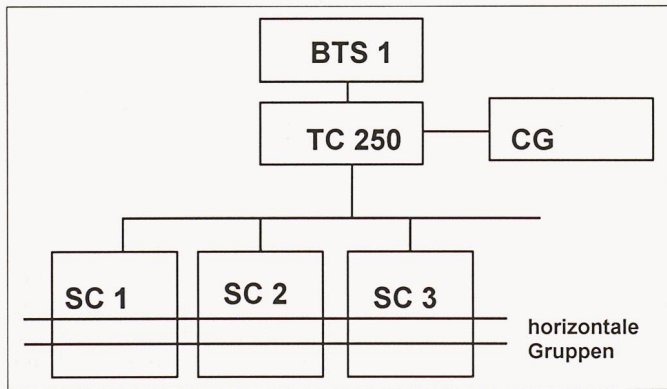 BTS 1
TC 250
CG
SC 1
SC 2
SC 3
horizontale
Gruppen